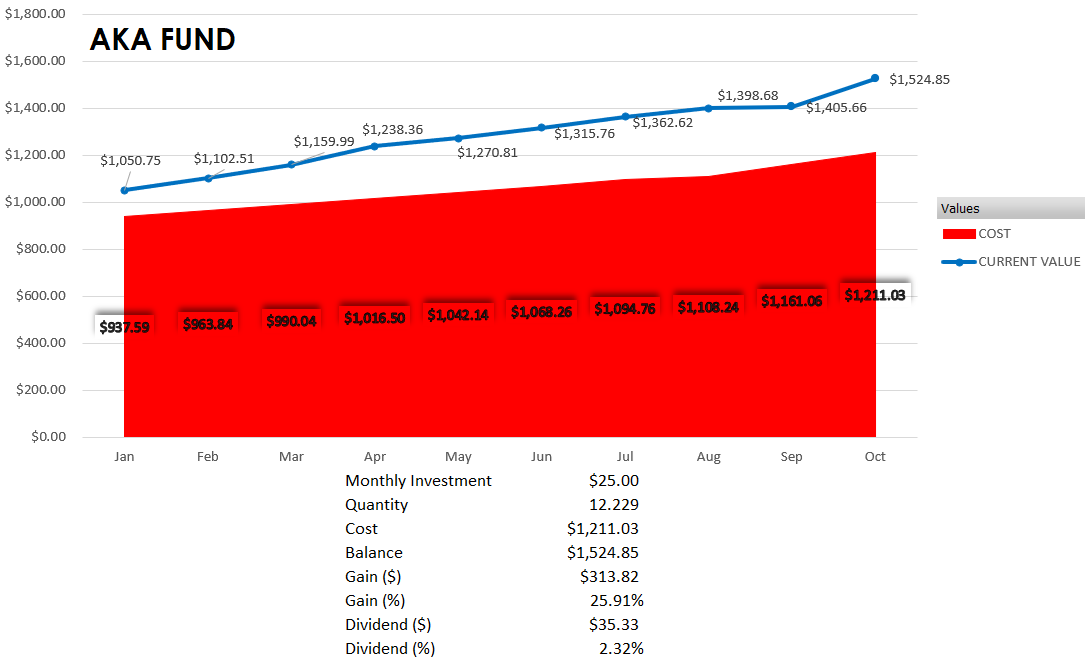 $1,800.00
AKA FUND
$1,600.00
$1,400.00
$1,200.00
$1,000.00
$800.00
$600.00
$400.00
$200.00
$0.00
$1,050.75
$1,102.51
$1,159.99
$1,238.36
$1,270.81
$1,315.76
$1,362.62
$1,398.68
$1,405.66
$1,524.85
$937.59
$963.84
$990.04
$1,016.50
$1,042.14
$1,068.26
$1,094.76
$1,108.24
$1,161.06
$1,211.03
Jan Feb Mar Apr May Jun Jul Aug Sep Oct
Values
COST
CURRENT VALUE
Monthly Investment $25.00
Quantity 12.229
Cost $1,211.03
Balance $1,524.85
Gain ($) $313.82
Gain (%) 25.91%
Dividend ($) $35.33
Dividend (%) 2.32%